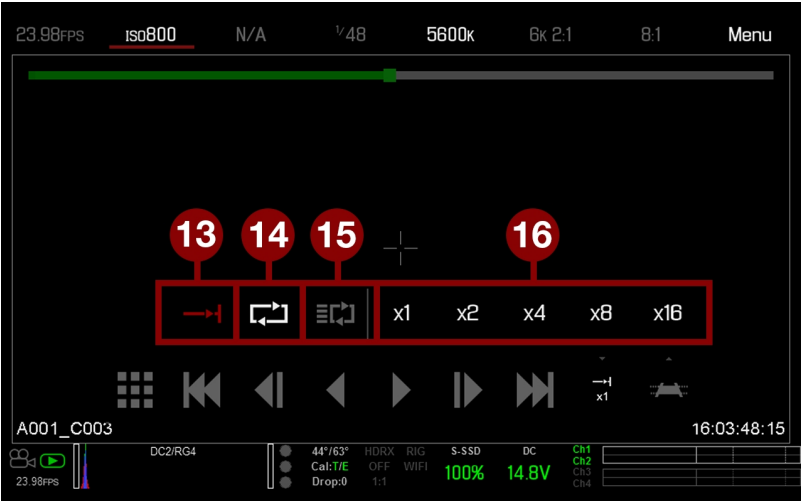 23.98FPS ISO800 N/A 1/48 5600K 6K 2:1 8:1 Menu
13 14 15 16
x1 x2 x4 x8 x16
x1
A001_C003 16:03:48:15
DC2/RG4 44°/63° HDRX RIG S-SSD DC Ch1
Cal:T/E OFF WIFI 100% 14.8V Ch2
23.98FPS Drop:0 1:1 Ch3
Ch4